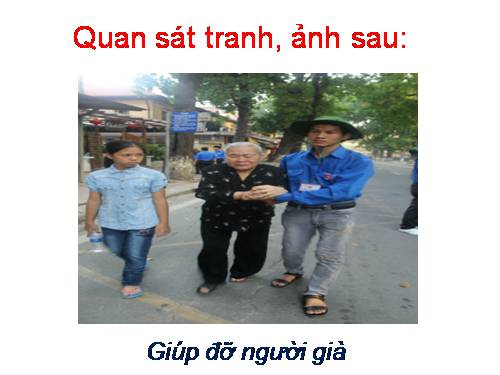 Quan sát tranh, ảnh sau:
Giúp đỡ người già